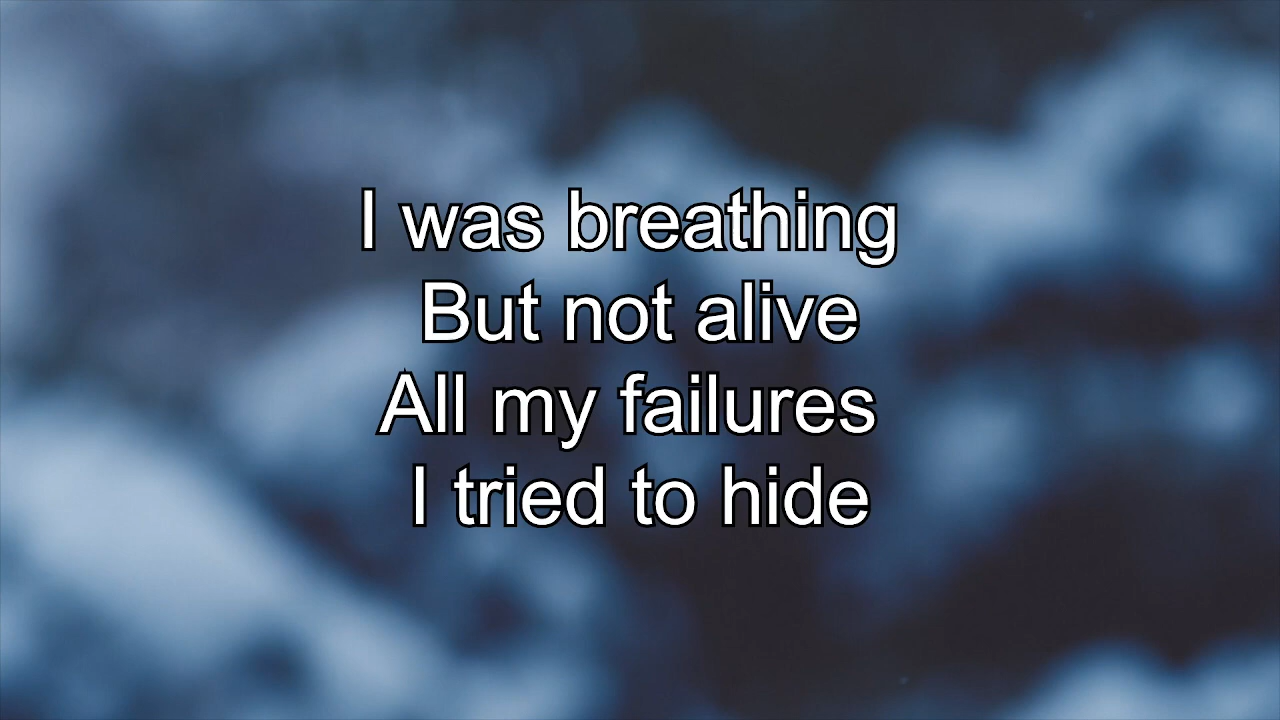 I was breathing
But not alive
All my failures
I tried to hide